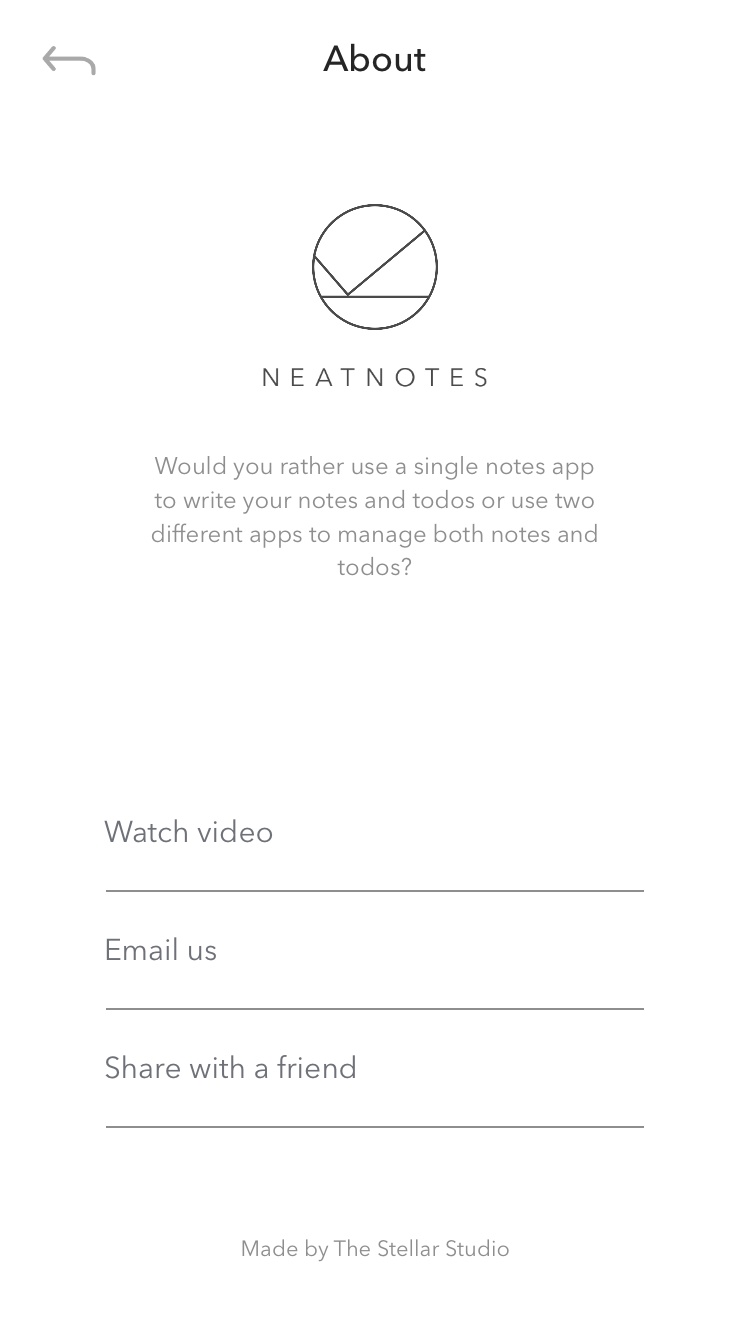 About
NEATNOTES
Would you rather use a single notes app
to write your notes and todos or use two
different apps to manage both notes and
todos?
Watch video
Email us
Share with a friend
Made by The Stellar Studio